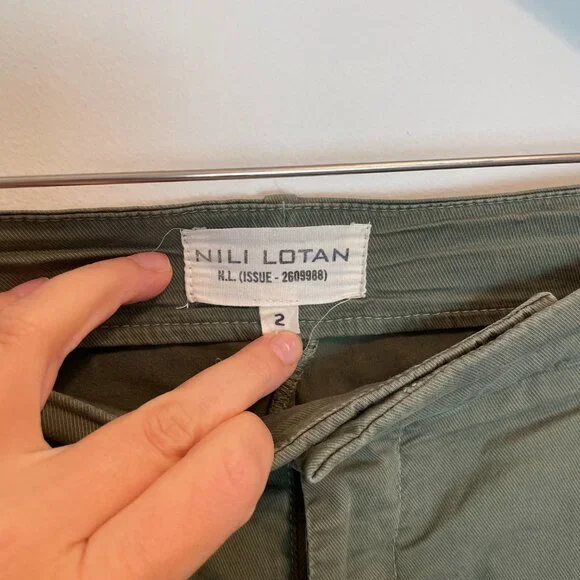 NILI LOTAN
N.L. (ISSUE - 2609988)
2